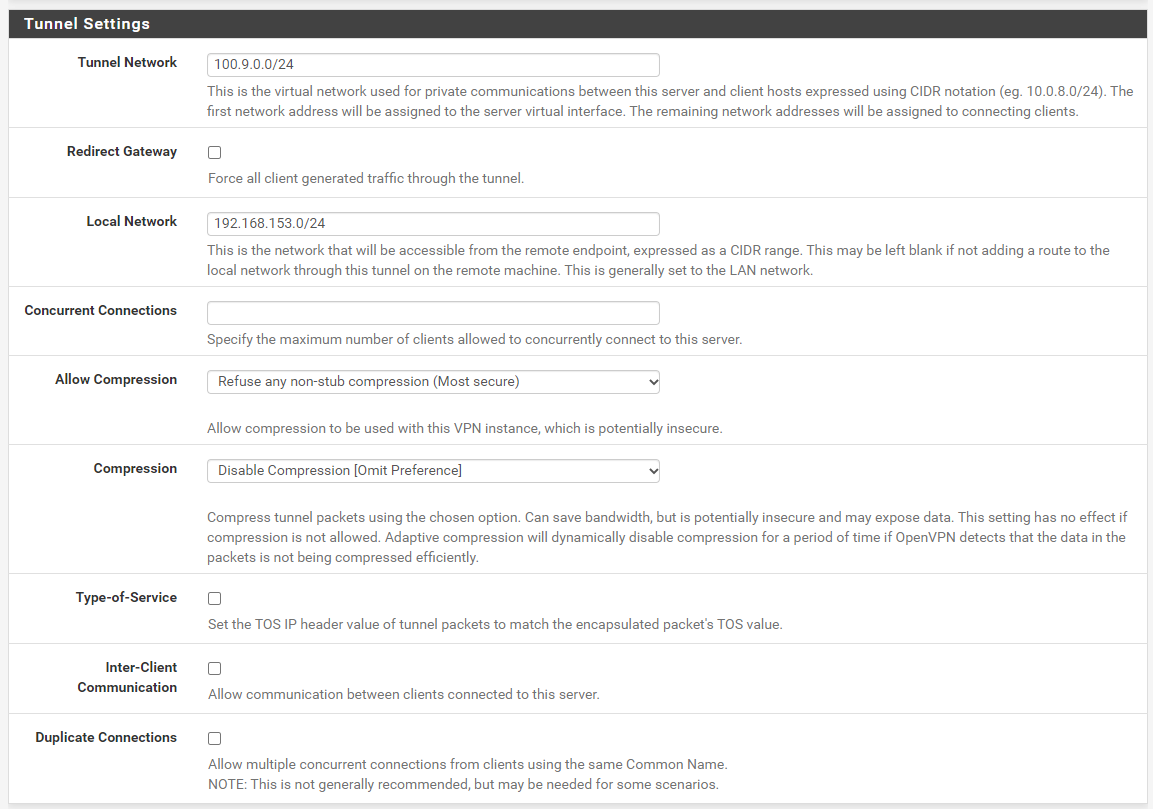 Tunnel Settings
Tunnel Network
100.9.0.0/24
This is the virtual network used for private communications between this server and client hosts expressed using CIDR notation (eg. 10.0.8.0/24). The
first network address will be assigned to the server virtual interface. The remaining network addresses will be assigned to connecting clients.
Redirect Gateway
Force all client generated traffic through the tunnel.
Local Network
192.168.153.0/24
This is the network that will be accessible from the remote endpoint, expressed as a CIDR range. This may be left blank if not adding a route to the
local network through this tunnel on the remote machine. This is generally set to the LAN network.
Concurrent Connections
Specify the maximum number of clients allowed to concurrently connect to this server.
Allow Compression
Refuse any non-stub compression (Most secure)
Allow compression to be used with this VPN instance, which is potentially insecure.
Compression
Disable Compression [Omit Preference]
Compress tunnel packets using the chosen option. Can save bandwidth, but is potentially insecure and may expose data. This setting has no effect if
compression is not allowed. Adaptive compression will dynamically disable compression for a period of time if OpenVPN detects that the data in the
packets is not being compressed efficiently.
Type-of-Service
Set the TOS IP header value of tunnel packets to match the encapsulated packet's TOS value.
Inter-Client
Communication
Allow communication between clients connected to this server.
Duplicate Connections
Allow multiple concurrent connections from clients using the same Common Name.
NOTE: This is not generally recommended, but may be needed for some scenarios.